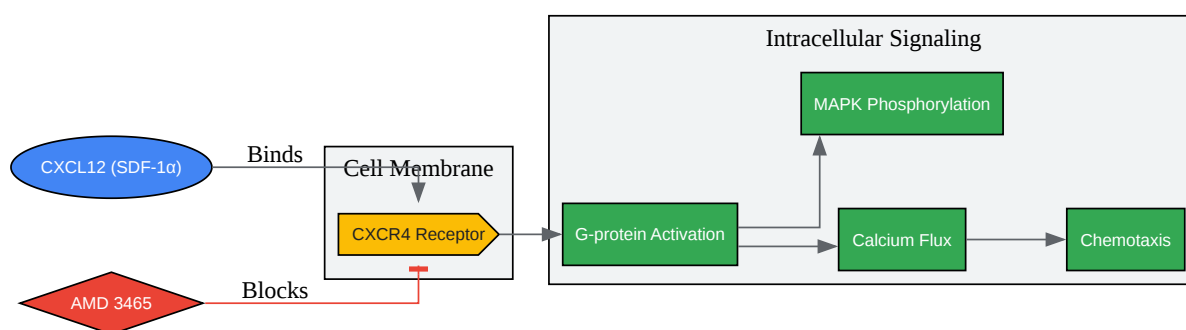 Intracellular Signaling
MAPK Phosphorylation
CXCL12 (SDF-1α)
Binds
Cell Membrane
CXCR4 Receptor
G-protein Activation
Calcium Flux
Chemotaxis
AMD 3465
Blocks